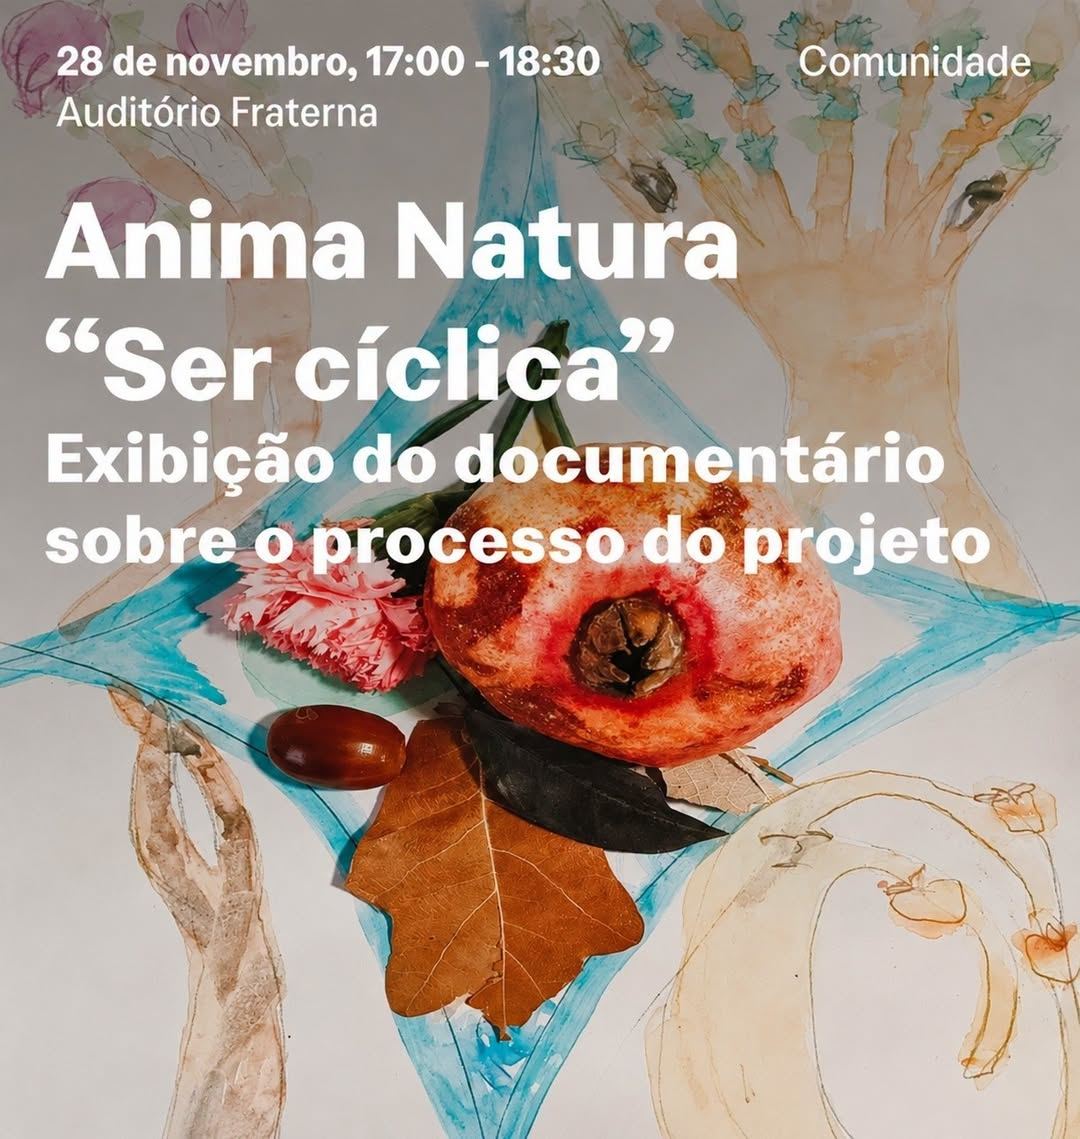 28 de novembro, 17:00 - 18:30
Comunidade
Auditório Fraterna
Anima Natura
“Ser cíclica”
Exibição do documentário
sobre o processo do projeto